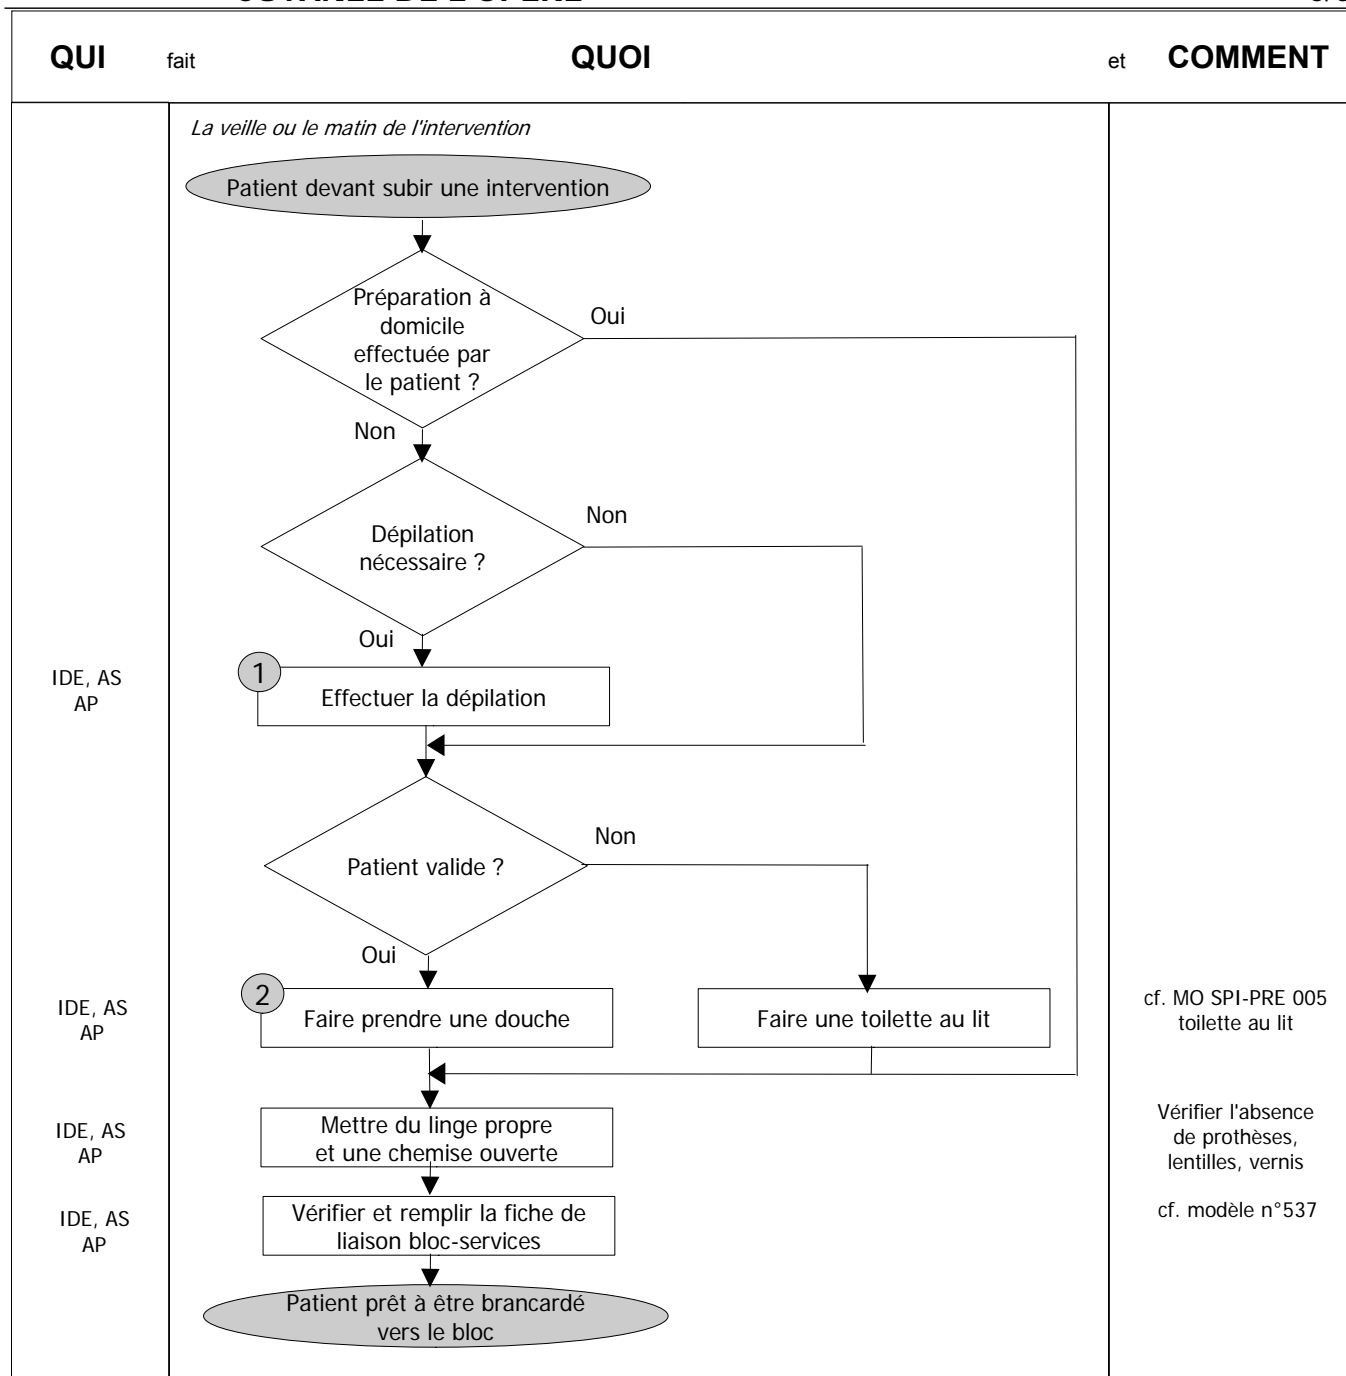 QUI fait QUOI et COMMENT
La veille ou le matin de l'intervention
Patient devant subir une intervention
Préparation à
domicile
effectuée par
le patient ?
Oui
Non
Dépilation
nécessaire ?
Non
Oui
IDE, AS
AP
1
Effectuer la dépilation
Patient valide ?
Non
Oui
IDE, AS
AP
2
Faire prendre une douche
Faire une toilette au lit
cf. MO SPI-PRE 005
toilette au lit
IDE, AS
AP
Mettre du linge propre
et une chemise ouverte
Vérifier l'absence
de prothèses,
lentilles, vernis
IDE, AS
AP
Vérifier et remplir la fiche de
liaison bloc-services
cf. modèle n°537
Patient prêt à être brancardé
vers le bloc